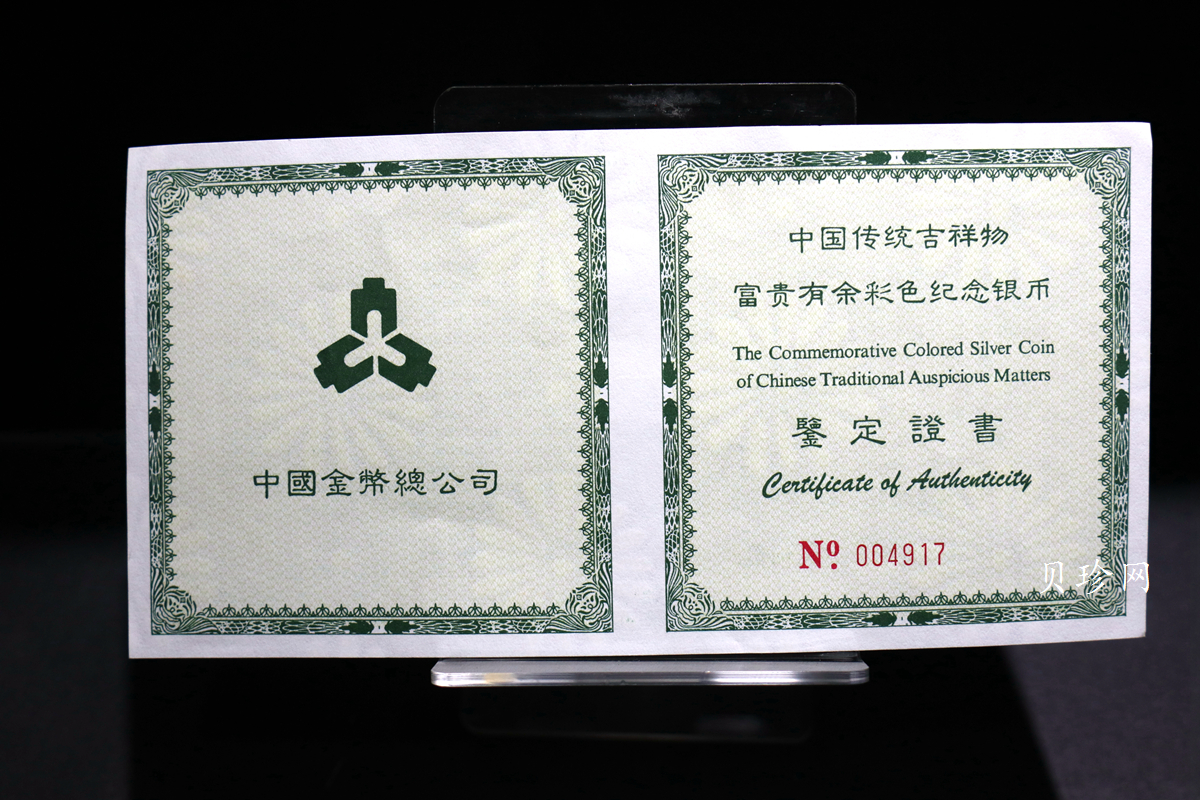 中國金幣總公司
中国传统吉祥物
富贵有余彩色纪念银币
The Commemorative Colored Silver Coin
of Chinese Traditional Auspicious Matters
鑒定證書
Certificate of Authenticity
Nº. 004917
贝珍网